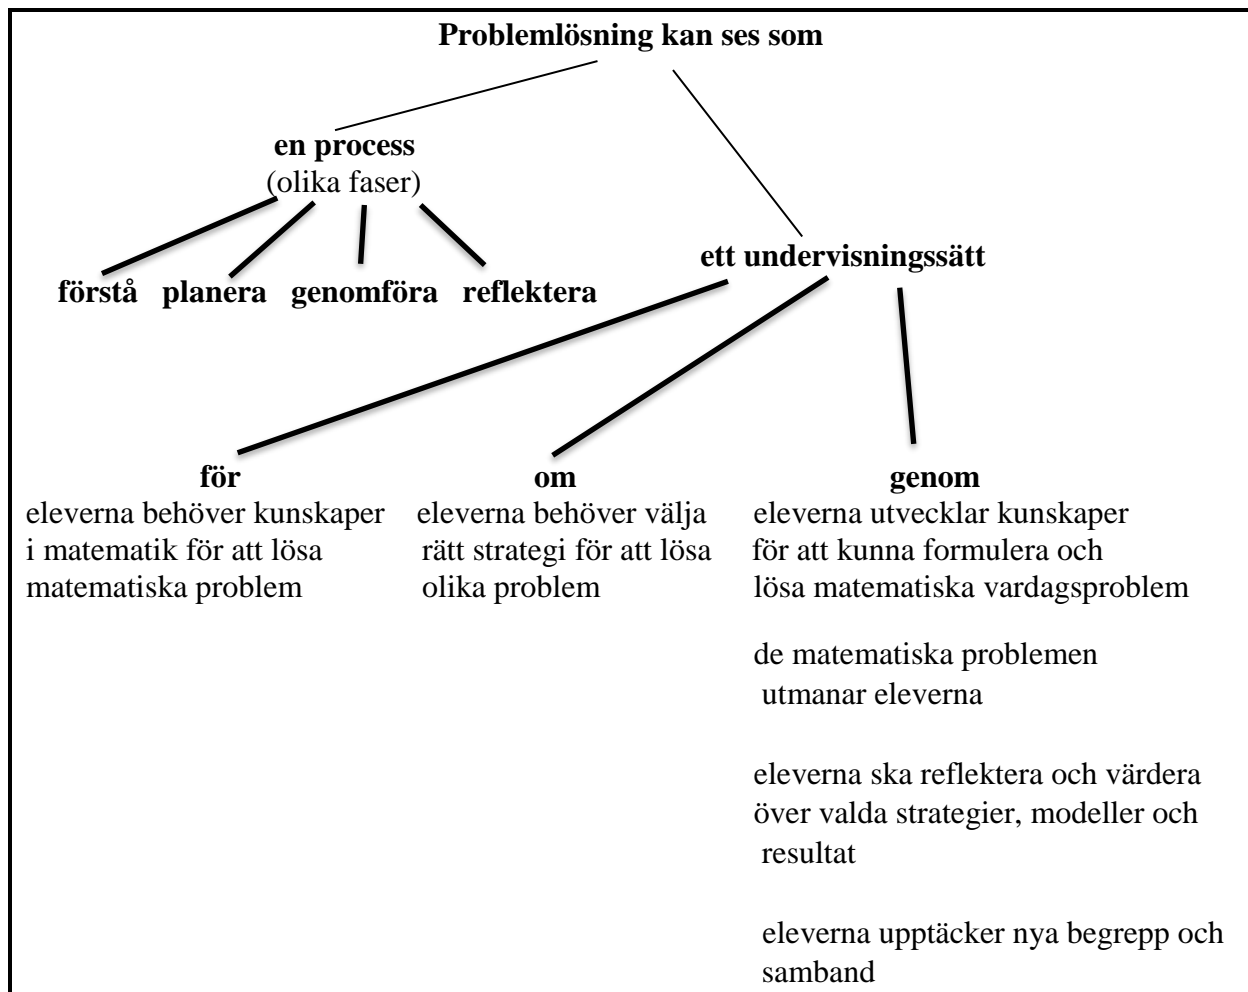 Problemlösning kan ses som
en process
(olika faser)
förstå planera genomföra reflektera
ett undervisningssätt
för
eleverna behöver kunskaper
i matematik för att lösa
matematiska problem
om
eleverna behöver välja
rätt strategi för att lösa
olika problem
genom
eleverna utvecklar kunskaper
för att kunna formulera och
lösa matematiska vardagsproblem
de matematiska problemen
utmanar eleverna
eleverna ska reflektera och värdera
över valda strategier, modeller och
resultat
eleverna upptäcker nya begrepp och
samband